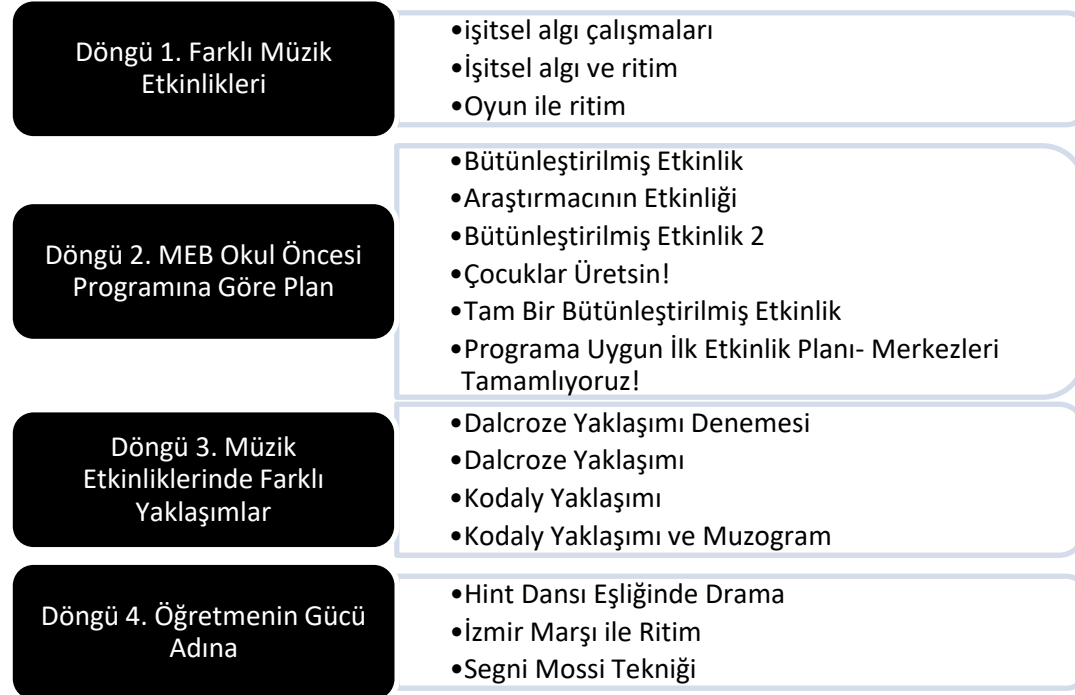 Döngü 1. Farklı Müzik
Etkinlikleri
•işitsel algı çalışmaları
•İşitsel algı ve ritim
•Oyun ile ritim
Döngü 2. MEB Okul Öncesi
Programına Göre Plan
•Bütünleştirilmiş Etkinlik
•Araştırmacının Etkinliği
•Bütünleştirilmiş Etkinlik 2
•Çocuklar Üretsin!
•Tam Bir Bütünleştirilmiş Etkinlik
•Programa Uygun İlk Etkinlik Planı- Merkezleri
Tamamlıyoruz!
Döngü 3. Müzik
Etkinliklerinde Farklı
Yaklaşımlar
•Dalcroze Yaklaşımı Denemesi
•Dalcroze Yaklaşımı
•Kodaly Yaklaşımı
•Kodaly Yaklaşımı ve Muzogram
Döngü 4. Öğretmenin Gücü
Adına
•Hint Dansı Eşliğinde Drama
•İzmir Marşı ile Ritim
•Segni Mossi Tekniği